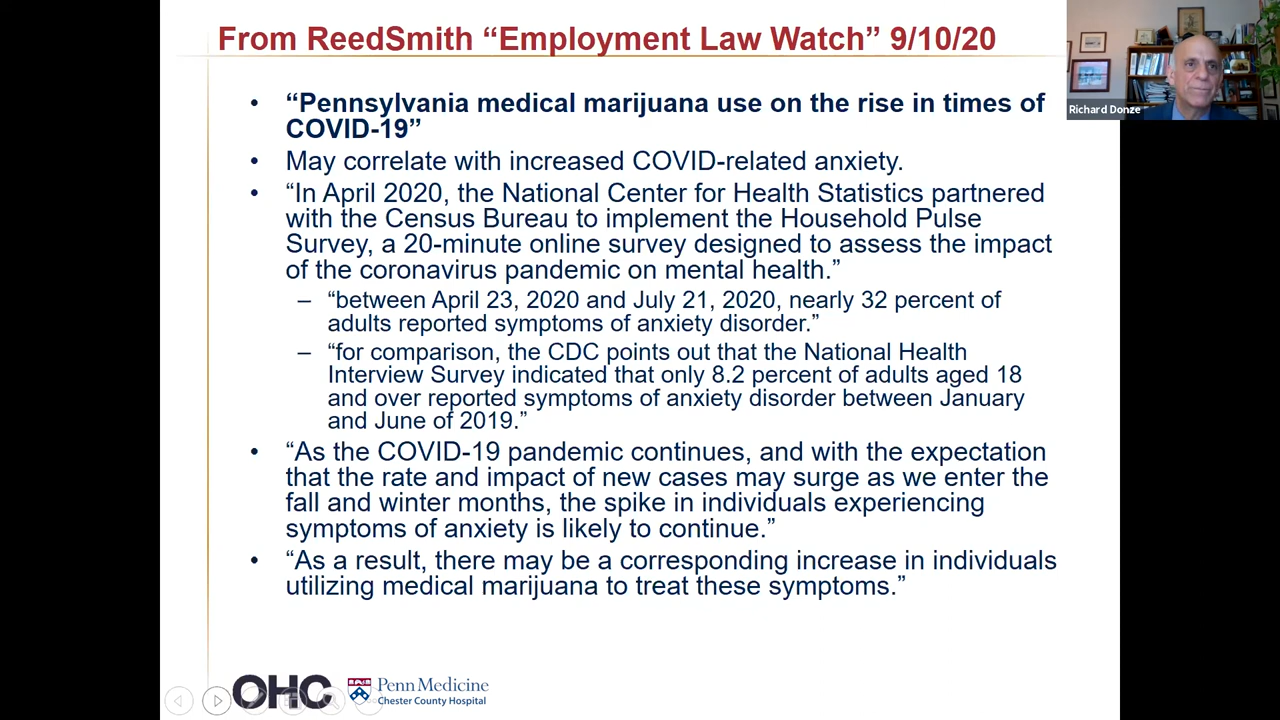 From ReedSmith “Employment Law Watch” 9/10/20
Richard Donze
• “Pennsylvania medical marijuana use on the rise in times of
COVID-19”
• May correlate with increased COVID-related anxiety.
• “In April 2020, the National Center for Health Statistics partnered
with the Census Bureau to implement the Household Pulse
Survey, a 20-minute online survey designed to assess the impact
of the coronavirus pandemic on mental health.”
– “between April 23, 2020 and July 21, 2020, nearly 32 percent of
adults reported symptoms of anxiety disorder.”
– “for comparison, the CDC points out that the National Health
Interview Survey indicated that only 8.2 percent of adults aged 18
and over reported symptoms of anxiety disorder between January
and June of 2019.”
• “As the COVID-19 pandemic continues, and with the expectation
that the rate and impact of new cases may surge as we enter the
fall and winter months, the spike in individuals experiencing
symptoms of anxiety is likely to continue.”
• “As a result, there may be a corresponding increase in individuals
utilizing medical marijuana to treat these symptoms.”
OHC
Penn Medicine
Chester County Hospital